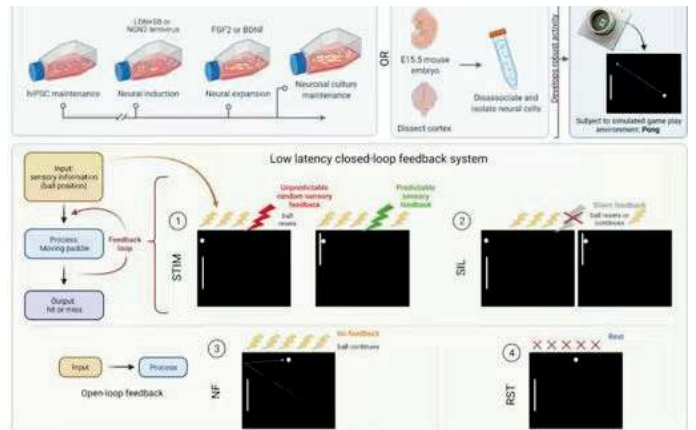 LDN+SB or
NGN2 lentivirus
FGF2 or BDNF
hiPSC maintenance
Neural induction
Neural expansion
Neuronal culture
maintenance
OR
E15.5 mouse
embryo
Dissect cortex
Disassociate and
isolate neural cells
Develops robust activity
Subject to simulated game play
environment: Pong
Low latency closed-loop feedback system
Input:
sensory information
(ball position)
Process:
Moving paddle
Output:
hit or miss
Feedback
loop
1
STIM
Unpredictable
random sensory
feedback
ball
resets
Predictable
sensory
feedback
2
SIL
Silent feedback
ball resets or
continues
Input
Process
Open-loop feedback
3
NF
No feedback
ball continues
4
RST
Rest